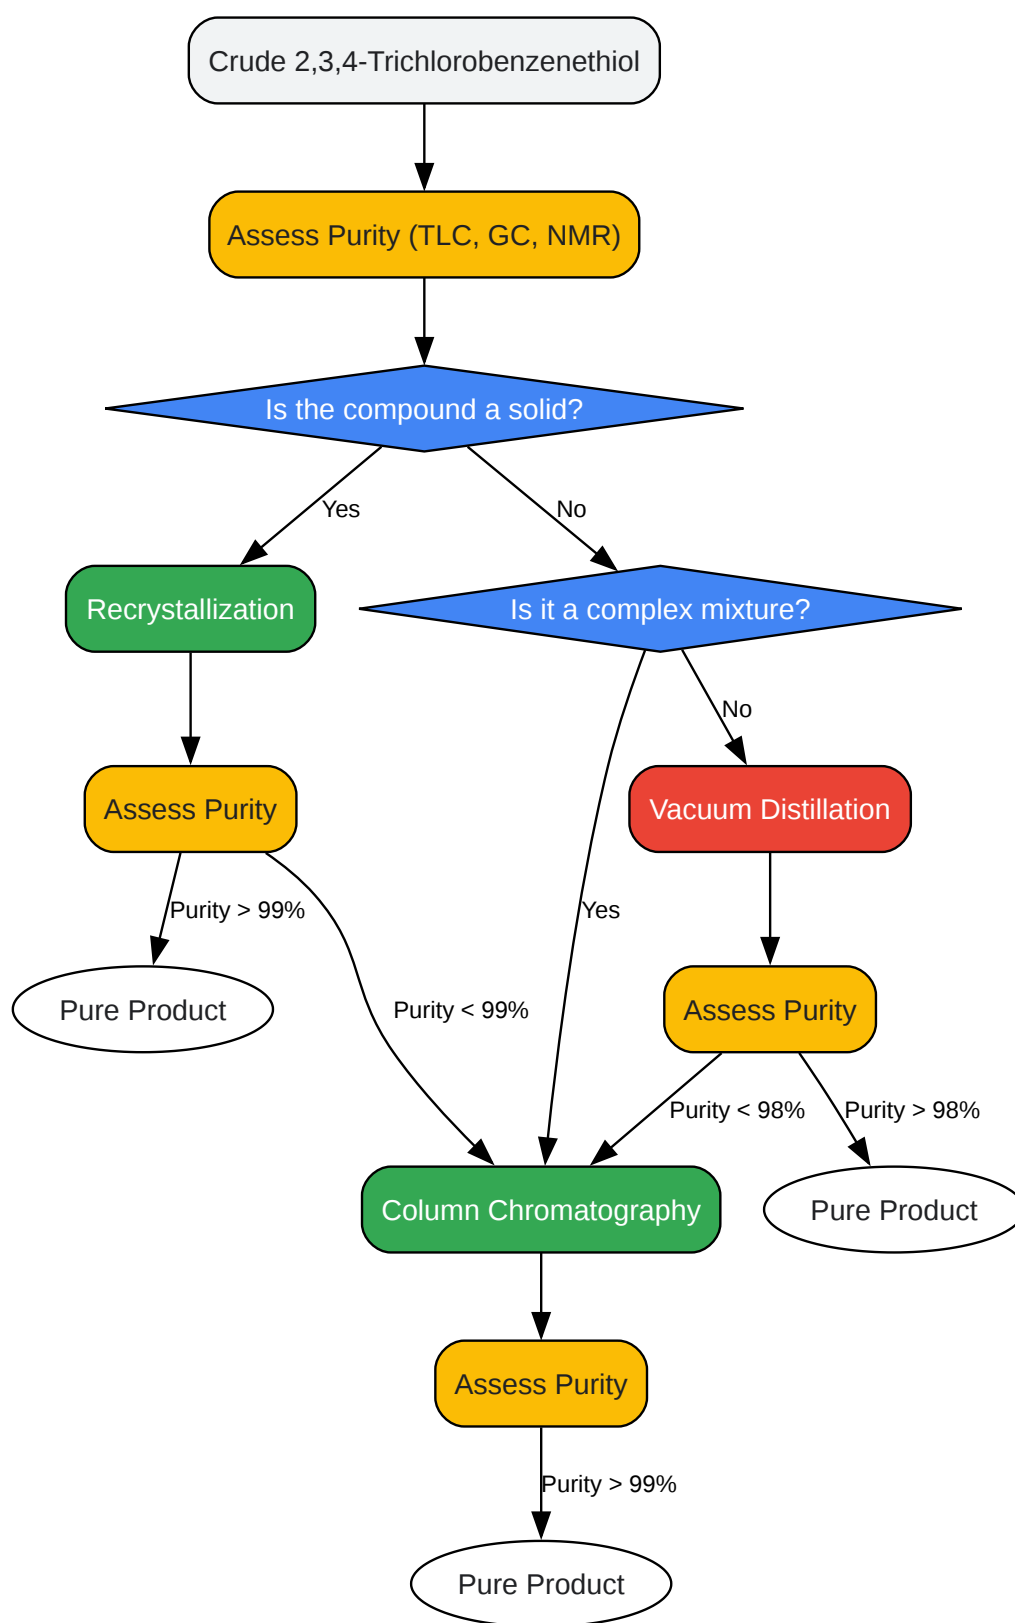 Crude 2,3,4-Trichlorobenzenethiol
Assess Purity (TLC, GC, NMR)
Is the compound a solid?
Yes
No
Recrystallization
Is it a complex mixture?
No
Assess Purity
Vacuum Distillation
Purity > 99%
Yes
Pure Product
Purity < 99%
Assess Purity
Purity < 98%
Purity > 98%
Column Chromatography
Pure Product
Assess Purity
Purity > 99%
Pure Product